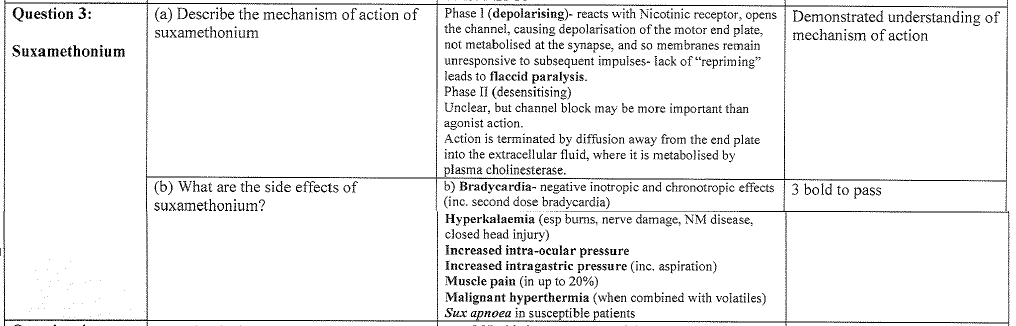 Question 3:
Suxamethonium
(a) Describe the mechanism of action of
suxamethonium
Phase I (depolarising)- reacts with Nicotinic receptor, opens
the channel, causing depolarisation of the motor end plate,
not metabolised at the synapse, and so membranes remain
unresponsive to subsequent impulses- lack of "repriming"
leads to flaccid paralysis.
Phase II (desensitising)
Unclear, but channel block may be more important than
agonist action.
Action is terminated by diffusion away from the end plate
into the extracellular fluid, where it is metabolised by
plasma cholinesterase.
Demonstrated understanding of
mechanism of action
(b) What are the side effects of
suxamethonium?
b) Bradycardia- negative inotropic and chronotropic effects
(inc. second dose bradycardia)
Hyperkalaemia (esp burns, nerve damage, NM disease,
closed head injury)
Increased intra-ocular pressure
Increased intragastric pressure (inc. aspiration)
Muscle pain (in up to 20%)
Malignant hyperthermia (when combined with volatiles)
Sux apnoea in susceptible patients
3 bold to pass